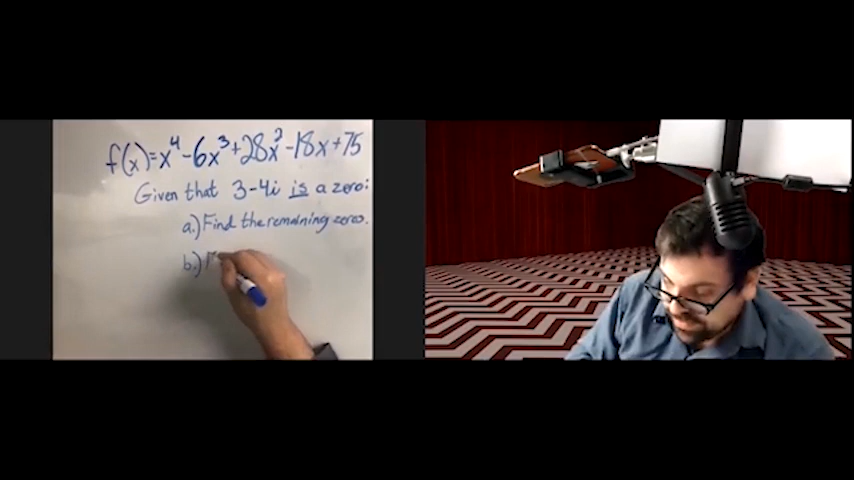 f(x)=x⁴-6x³+28x²-18x+75
Given that 3-4i is a zero:
a.) Find the remaining zeros.
b.) F